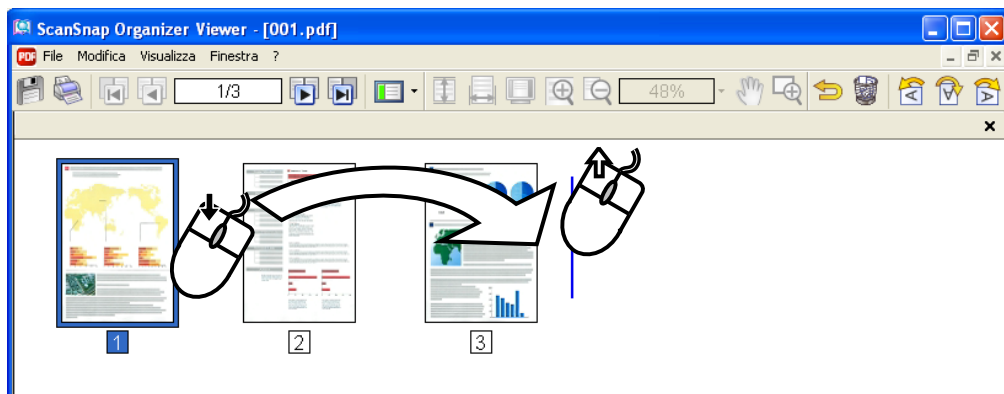 ScanSnap Organizer Viewer - [001.pdf]
PDF File Modifica Visualizza Finestra ?
1/3 48% A A A
1 2 3